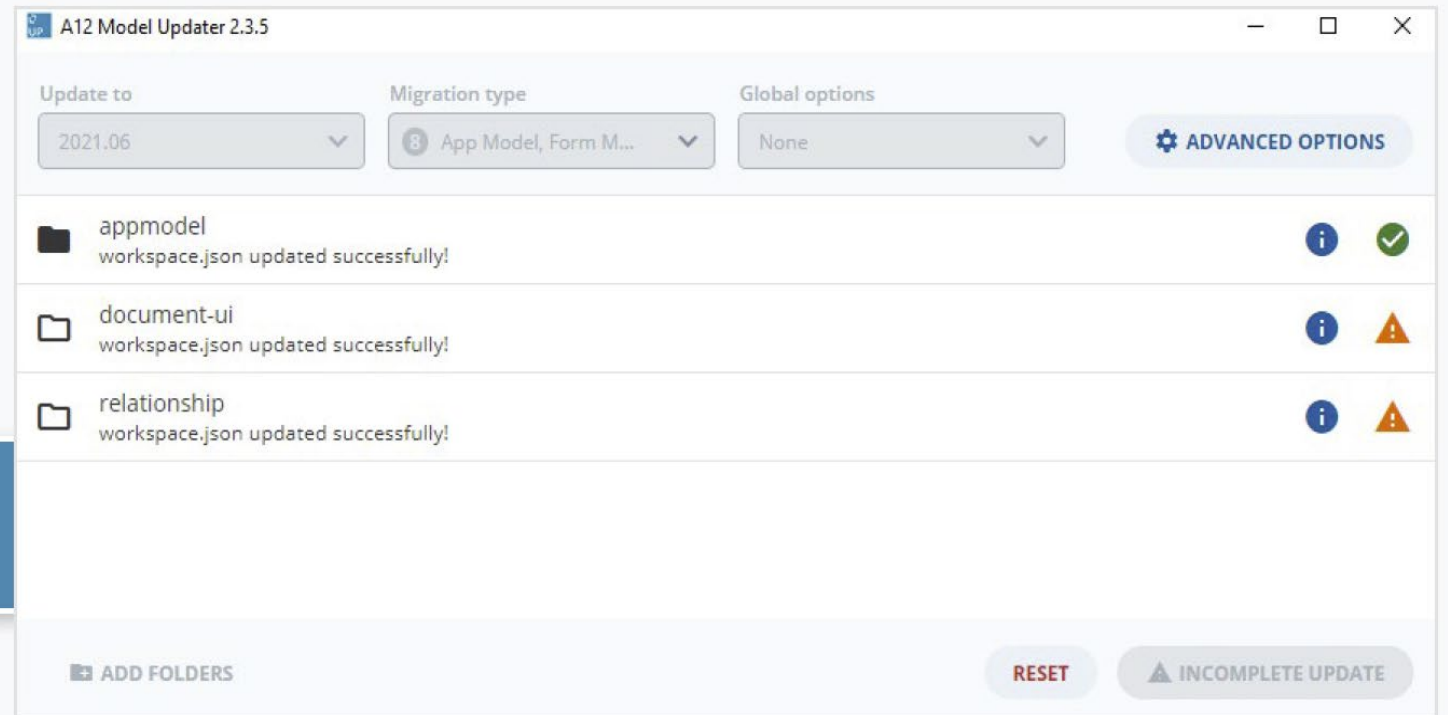 UP A12 Model Updater 2.3.5
Update to Migration type Global options
2021.06 8 App Model, Form M... None ADVANCED OPTIONS
appmodel
workspace.json updated successfully!
document-ui
workspace.json updated successfully!
relationship
workspace.json updated successfully!
ADD FOLDERS RESET INCOMPLETE UPDATE